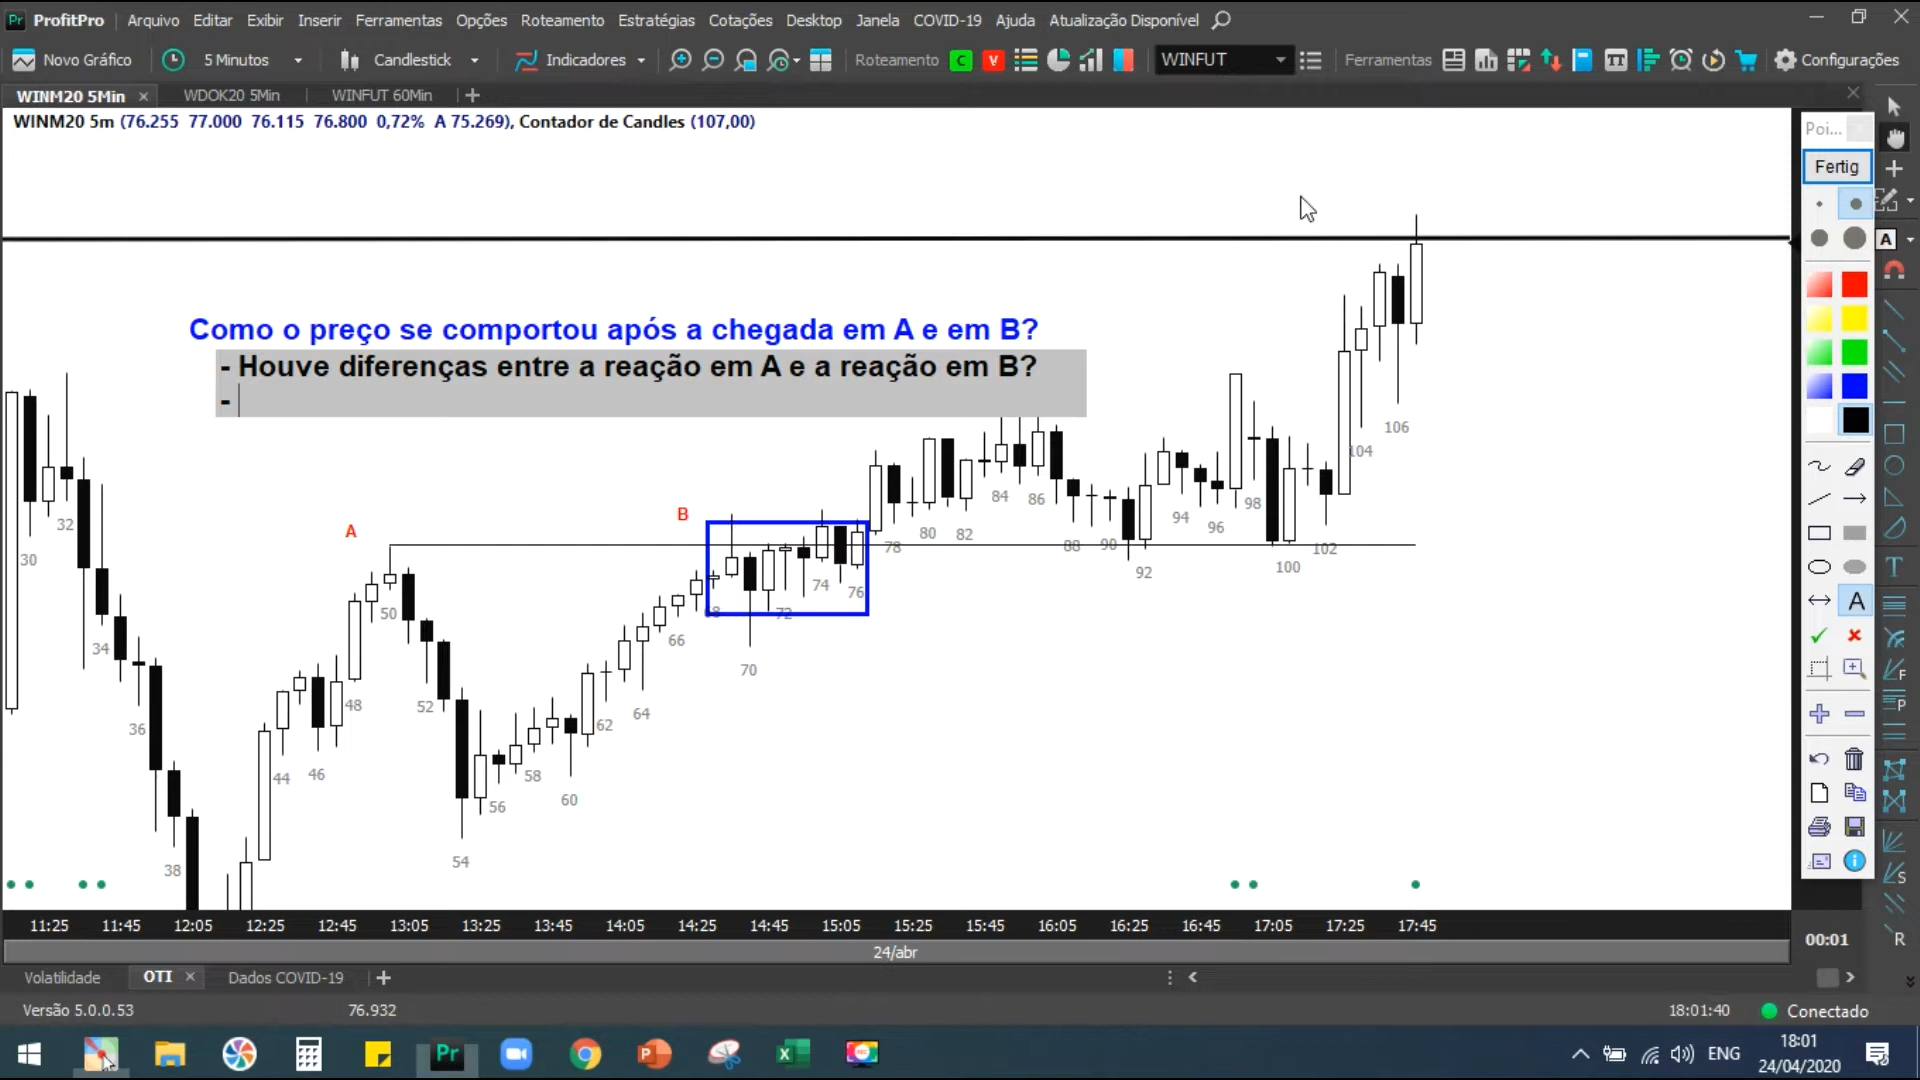 ProfitPro Arquivo Editar Exibir Inserir Ferramentas Opções Roteamento Estratégias Cotações Desktop Janela COVID-19 Ajuda Atualização Disponível
Novo Gráfico 5 Minutos Candlestick Indicadores Roteamento C V WINFUT Ferramentas Configurações
WINM20 5Min WDOK20 5Min WINFUT 60Min
WINM20 5m (76.255 77.000 76.115 76.800 0,72% A 75.269), Contador de Candles (107,00)
Poi...
Fertig
Como o preço se comportou após a chegada em A e em B?
- Houve diferenças entre a reação em A e a reação em B?
-
A
B
30
32
34
36
38
44
46
48
50
52
54
56
58
60
62
64
66
68
70
72
74
76
78
80
82
84
86
88
90
92
94
96
98
100
102
104
106
11:25 11:45 12:05 12:25 12:45 13:05 13:25 13:45 14:05 14:25 14:45 15:05 15:25 15:45 16:05 16:25 16:45 17:05 17:25 17:45
00:01
24/abr
Volatilidade OTI Dados COVID-19
Versão 5.0.0.53 76.932 18:01:40 Conectado
ENG
18:01
24/04/2020